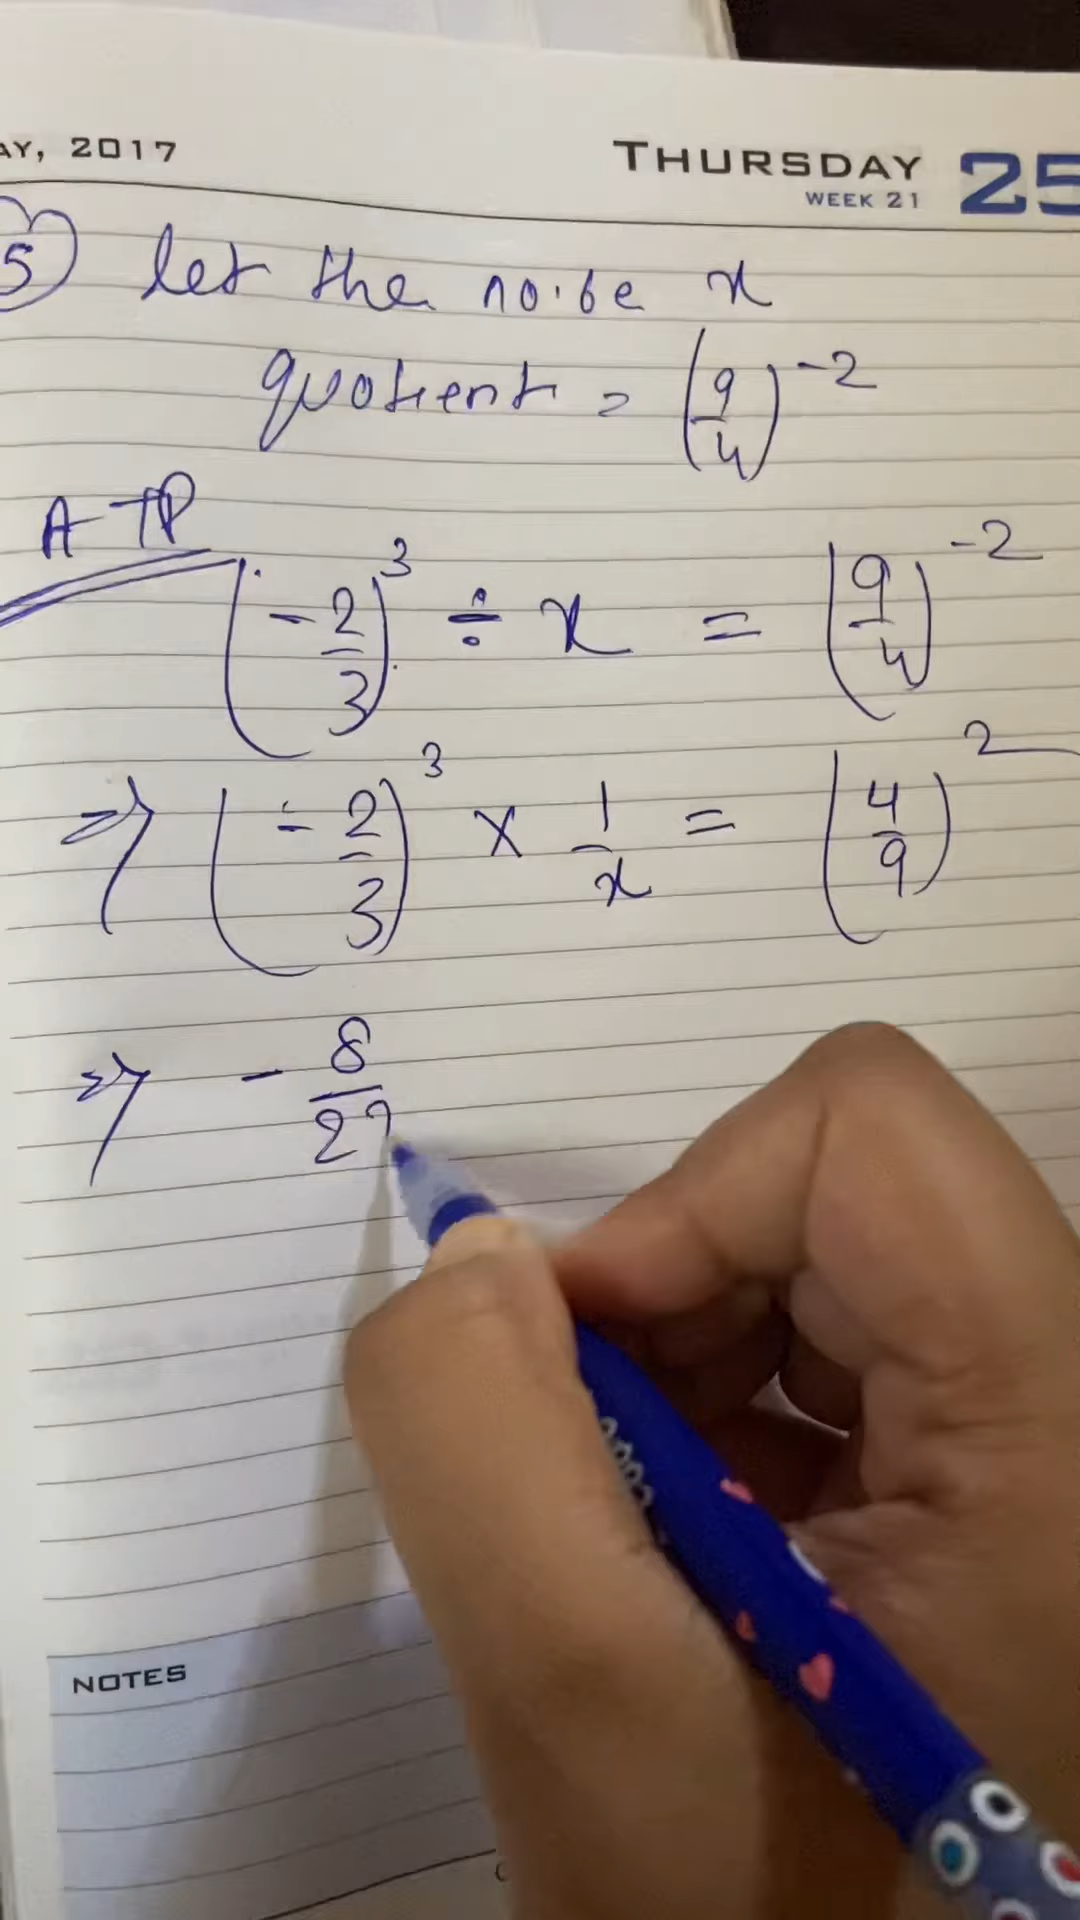 AY, 2017 THURSDAY 25
WEEK 21
5) let the no. be x
quotient = (9/4)^-2
ATP
(-2/3)^3 ÷ x = (9/4)^-2
⇒ (-2/3)^3 × 1/x = (4/9)^2
⇒ -8/27
NOTES